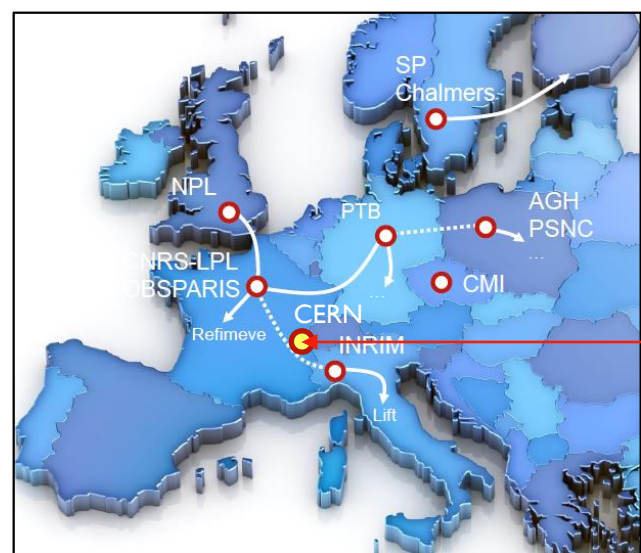 SP
Chalmers
NPL
PTB
AGH
PSNC
...
CNRS-LPL
OBSPARIS
...
CMI
CERN
Refimeve
INRIM
Lift